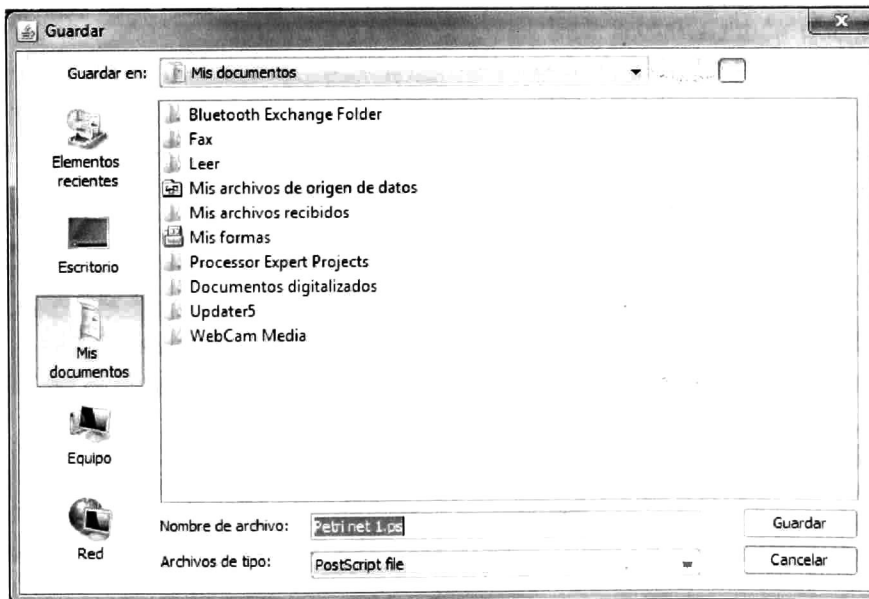 Guardar
Guardar en: Mis documentos
Elementos
recientes
Escritorio
Mis
documentos
Equipo
Red
Bluetooth Exchange Folder
Fax
Leer
Mis archivos de origen de datos
Mis archivos recibidos
Mis formas
Processor Expert Projects
Documentos digitalizados
Updater5
WebCam Media
Nombre de archivo: Petri net 1.ps
Guardar
Archivos de tipo: PostScript file
Cancelar